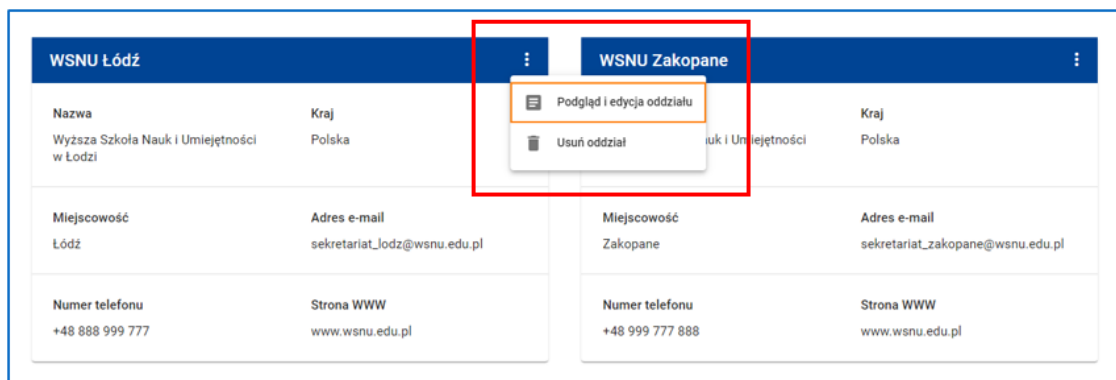 WSNU Łódź
Nazwa
Wyższa Szkoła Nauk i Umiejętności
w Łodzi
Kraj
Polska
Miejscowość
Łódź
Adres e-mail
sekretariat_lodz@wsnu.edu.pl
Numer telefonu
+48 888 999 777
Strona WWW
www.wsnu.edu.pl
Podgląd i edycja oddziału
Usuń oddział
WSNU Zakopane
i Umiejętności
Kraj
Polska
Miejscowość
Zakopane
Adres e-mail
sekretariat_zakopane@wsnu.edu.pl
Numer telefonu
+48 999 777 888
Strona WWW
www.wsnu.edu.pl